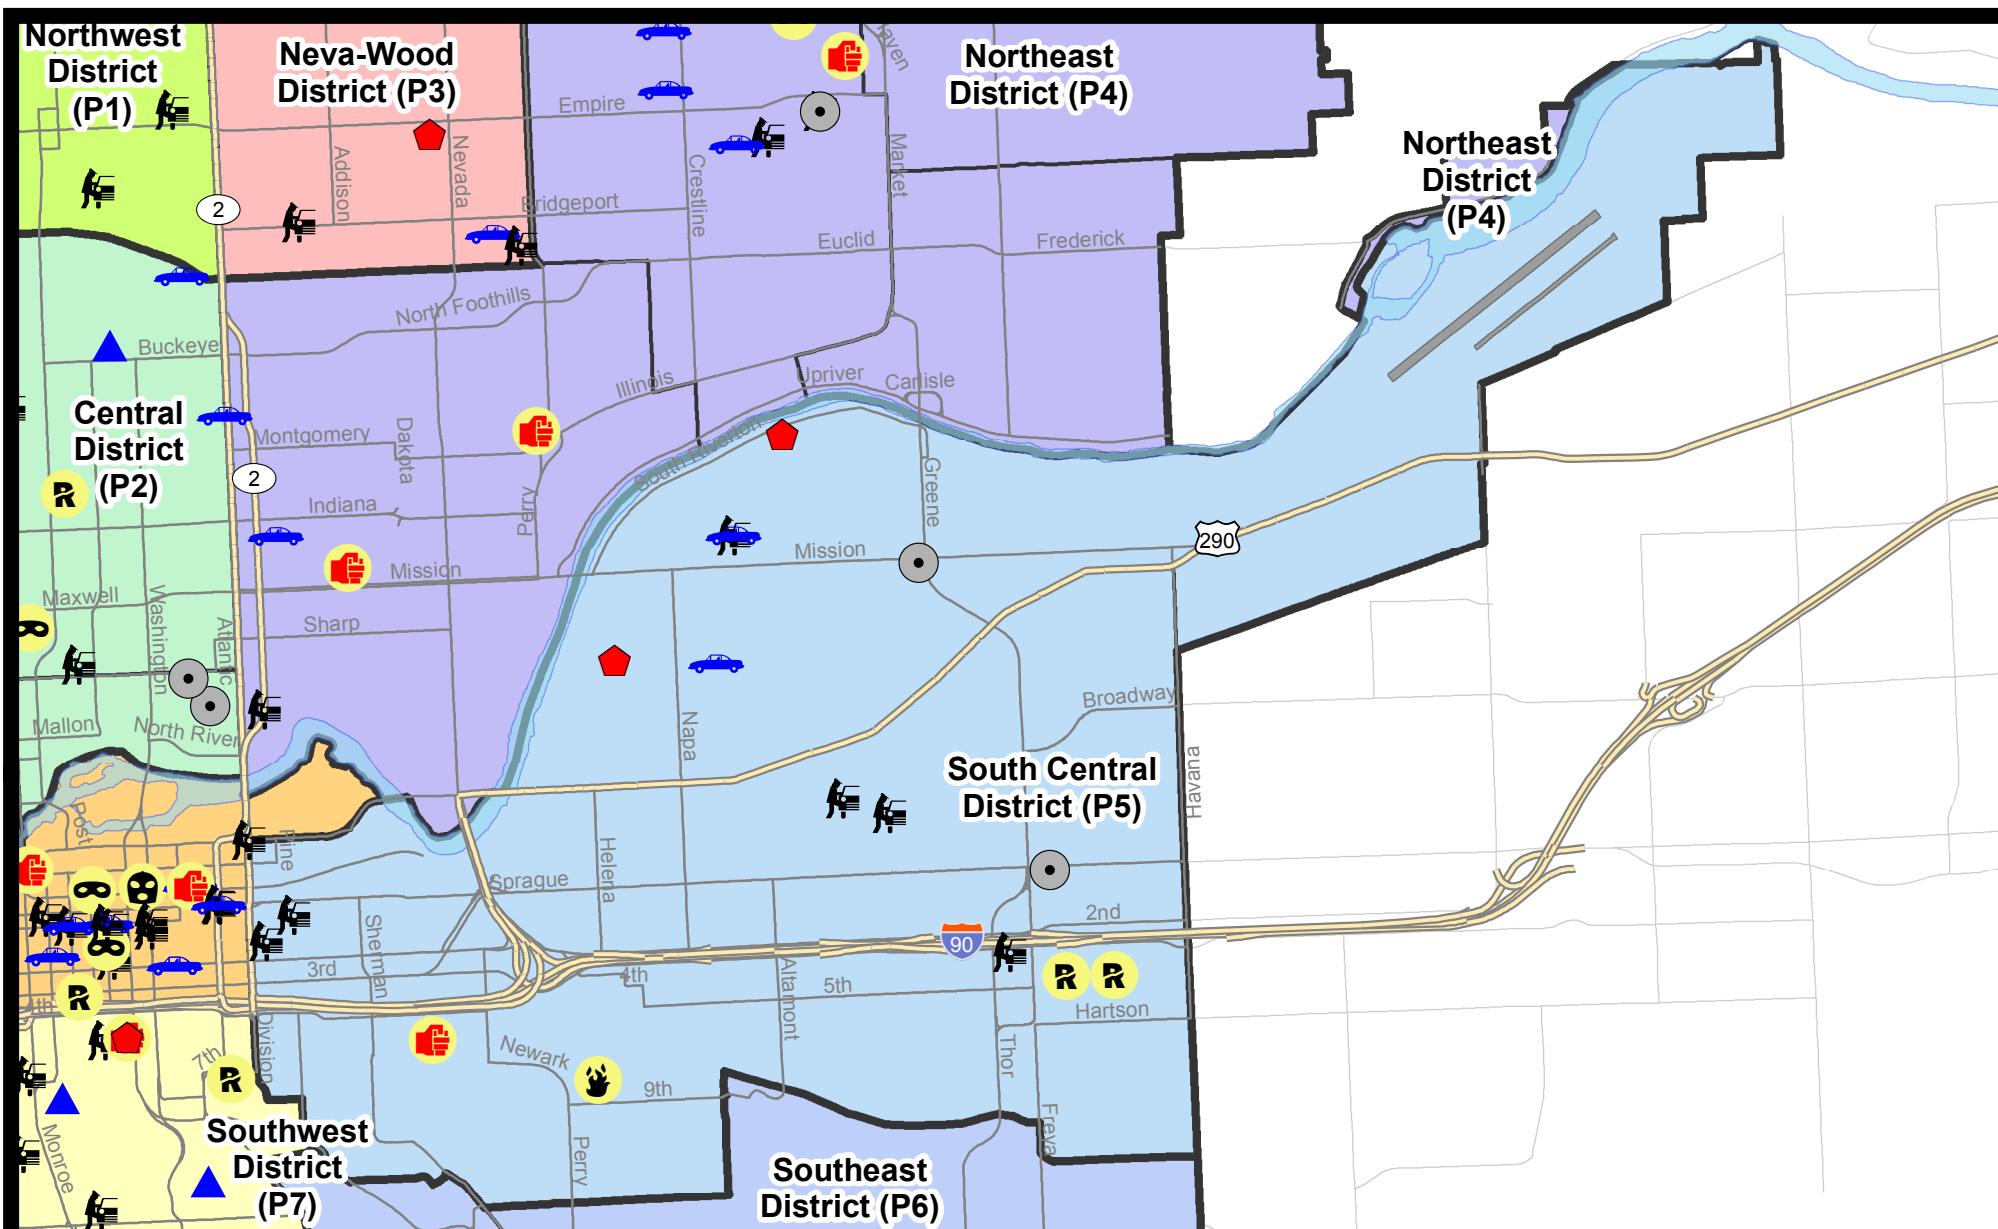 Northwest
District
(P1)
Neva-Wood
District (P3)
Northeast
District (P4)
Northeast
District
(P4)
Empire
Addison
Nevada
Crestline
Market
Bridgeport
Euclid
Frederick
2
North Foothills
Buckeye
Illinois
Upriver
Carlisle
Central
District
(P2)
Montgomery
Dakota
South Riverton
Greene
2
Indiana
Perry
Mission
290
R
Mission
Maxwell
Washington
Atlantic
Sharp
Mallon
North River
Napa
Broadway
Havana
South Central
District (P5)
Post
Pine
Helena
Sprague
Sherman
2nd
90
3rd
4th
5th
Altamont
R
R
R
Hartson
Division
7th
R
Newark
9th
Thor
Freya
Monroe
Perry
Southwest
District
(P7)
Southeast
District (P6)